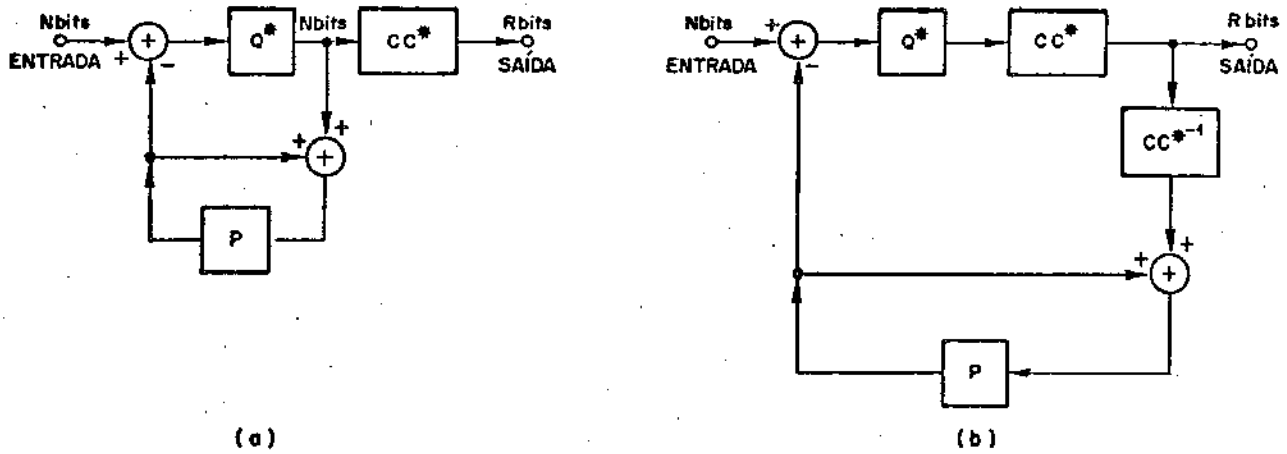 Nbits
ENTRADA
+
+
-
Q*
Nbits
CC*
Rbits
SAÍDA
+
+
+
P
(a)
Nbits
ENTRADA
+
+
-
Q*
CC*
R bits
SAÍDA
CC*-1
+
+
+
P
(b)